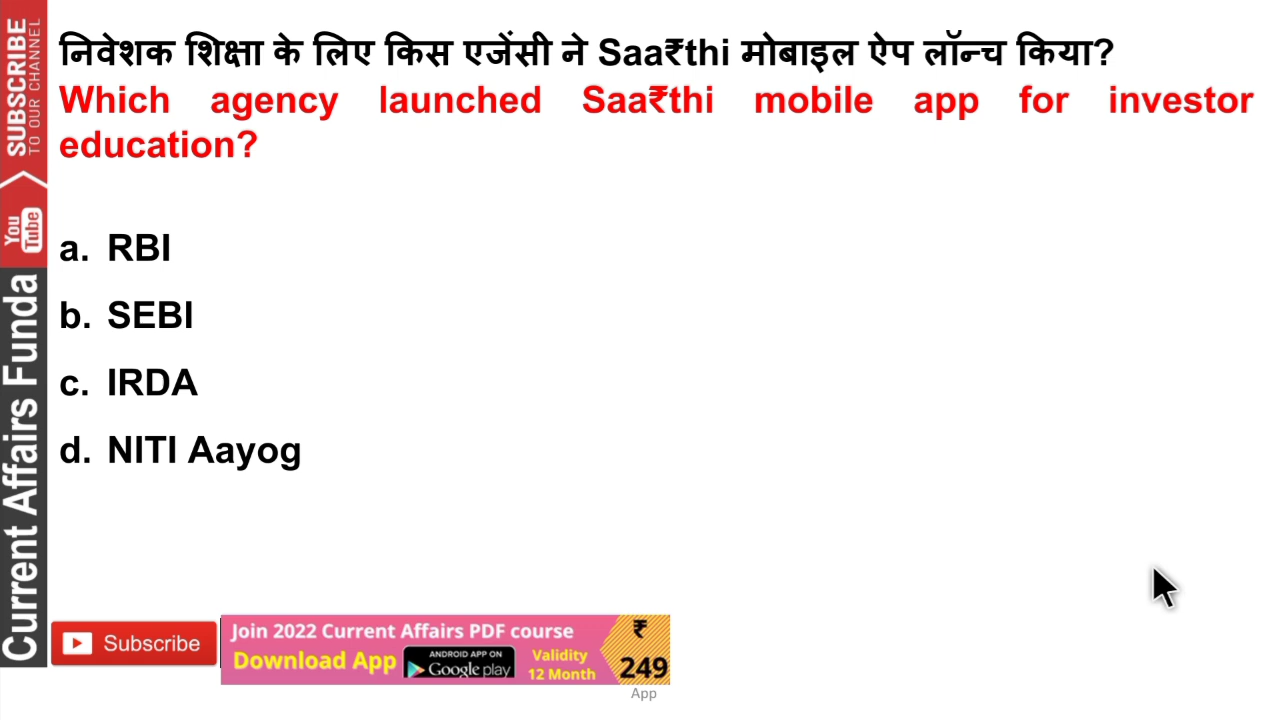 निवेशक शिक्षा के लिए किस एजेंसी ने Saa₹thi मोबाइल ऐप लॉन्च किया?
Which agency launched Saa₹thi mobile app for investor
education?
a. RBI
b. SEBI
c. IRDA
d. NITI Aayog
SUBSCRIBE
TO OUR CHANNEL
You
Tube
Current Affairs Funda
Subscribe
Join 2022 Current Affairs PDF course
Download App
ANDROID APP ON
Google play
Validity
12 Month
₹
249
App